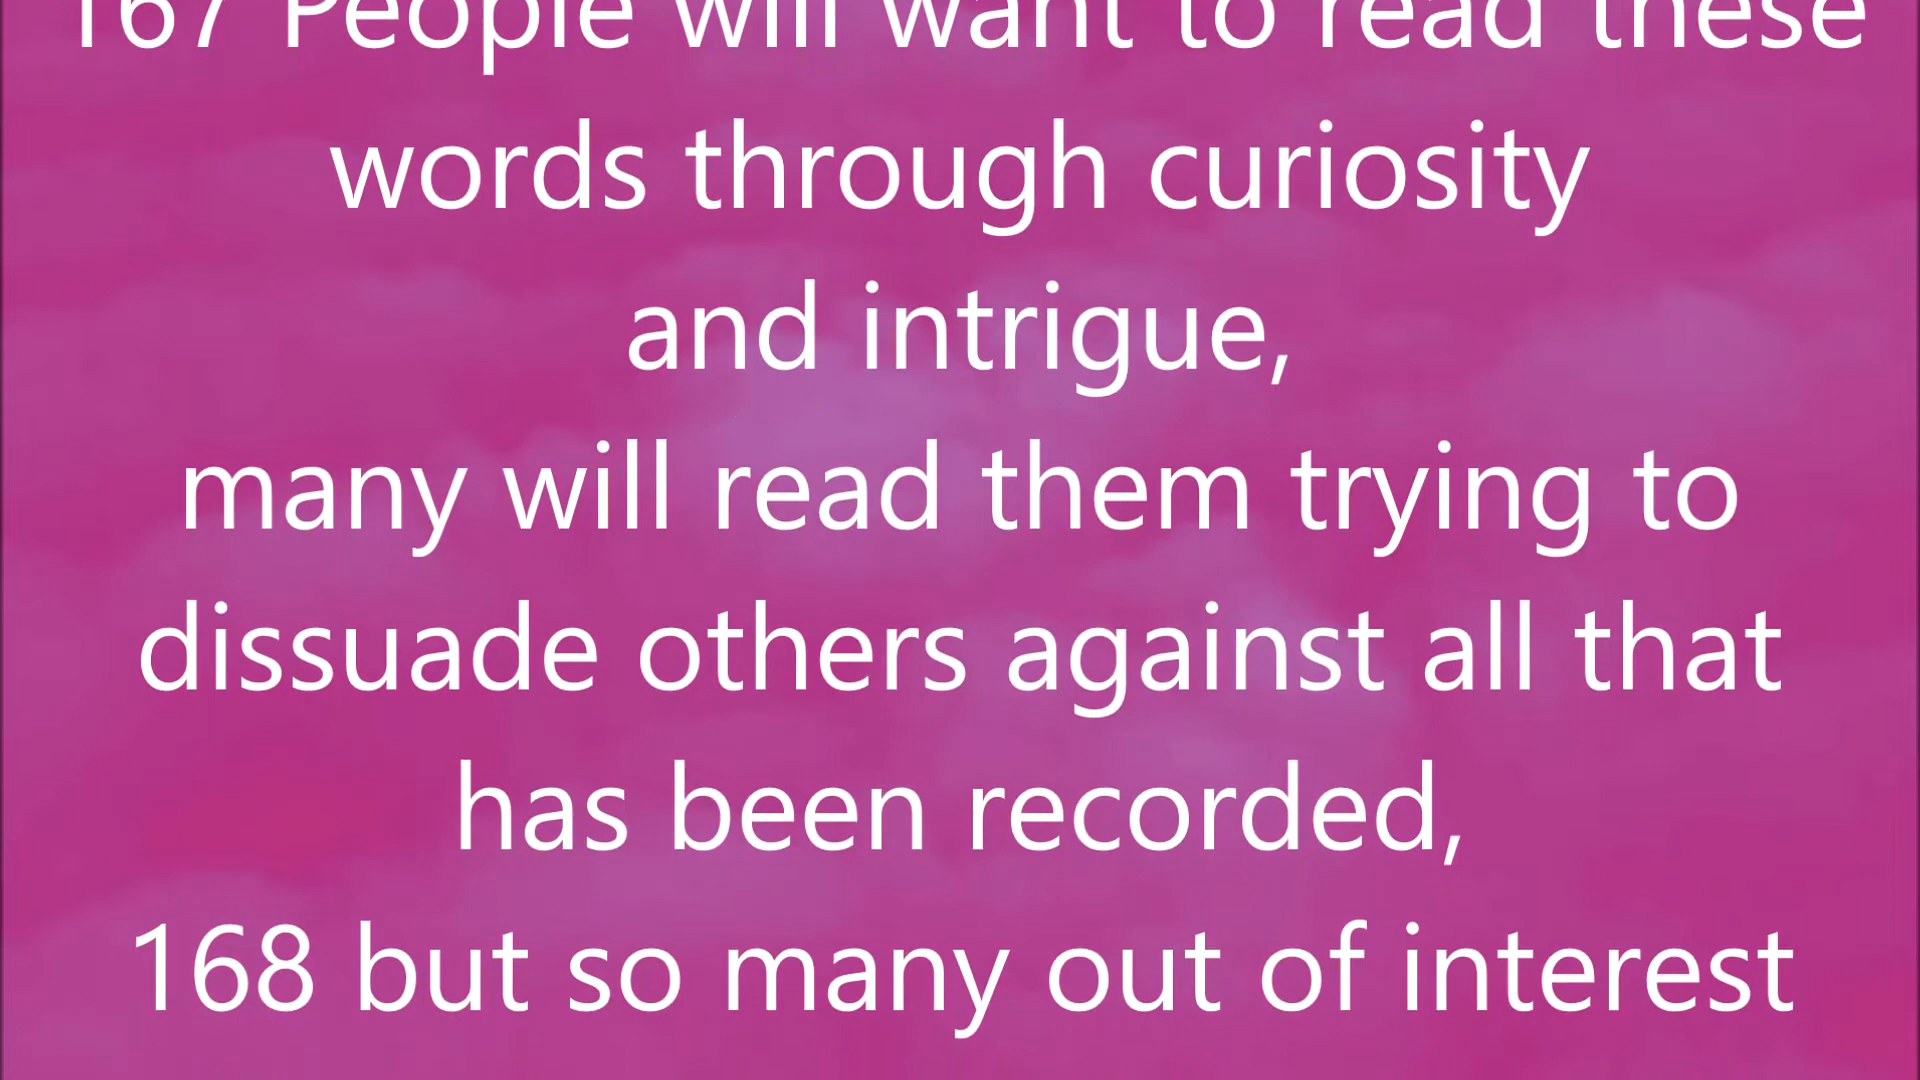 167 People will want to read these
words through curiosity
and intrigue,
many will read them trying to
dissuade others against all that
has been recorded,
168 but so many out of interest